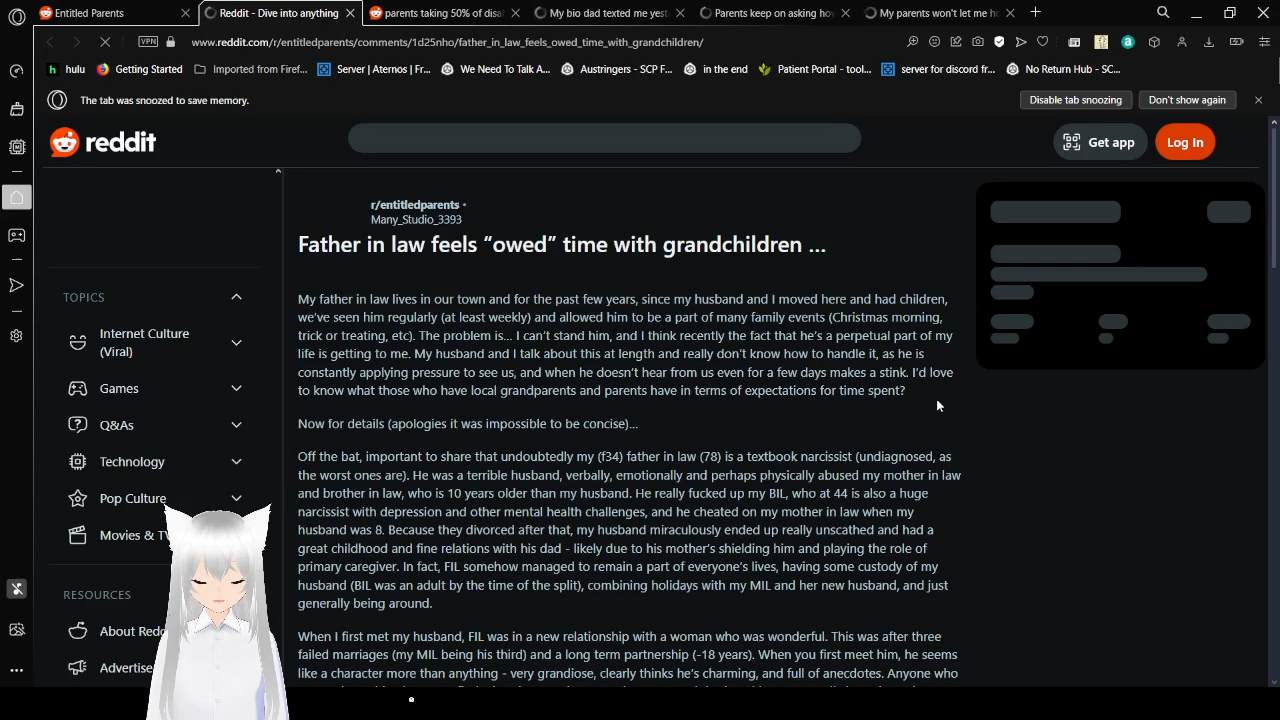 Entitled Parents
Reddit - Dive into anything
parents taking 50% of disa
My bio dad texted me yest
Parents keep on asking how
My parents won't let me ho
VPN
www.reddit.com/r/entitledparents/comments/1d25nho/father_in_law_feels_owed_time_with_grandchildren/
hulu
Getting Started
Imported from Firef...
Server | Aternos | Fr...
We Need To Talk A...
Austringers - SCP F...
in the end
Patient Portal - tool...
server for discord fr...
No Return Hub - SC...
The tab was snoozed to save memory.
Disable tab snoozing
Don't show again
reddit
Get app
Log In
r/entitledparents •
Many_Studio_3393
Father in law feels “owed” time with grandchildren ...
TOPICS
Internet Culture
(Viral)
Games
Q&As
Technology
Pop Culture
Movies & TV
RESOURCES
About Redd
Advertise
My father in law lives in our town and for the past few years, since my husband and I moved here and had children,
we’ve seen him regularly (at least weekly) and allowed him to be a part of many family events (Christmas morning,
trick or treating, etc). The problem is... I can’t stand him, and I think recently the fact that he’s a perpetual part of my
life is getting to me. My husband and I talk about this at length and really don’t know how to handle it, as he is
constantly applying pressure to see us, and when he doesn’t hear from us even for a few days makes a stink. I’d love
to know what those who have local grandparents and parents have in terms of expectations for time spent?
Now for details (apologies it was impossible to be concise)...
Off the bat, important to share that undoubtedly my (f34) father in law (78) is a textbook narcissist (undiagnosed, as
the worst ones are). He was a terrible husband, verbally, emotionally and perhaps physically abused my mother in law
and brother in law, who is 10 years older than my husband. He really fucked up my BIL, who at 44 is also a huge
narcissist with depression and other mental health challenges, and he cheated on my mother in law when my
husband was 8. Because they divorced after that, my husband miraculously ended up really unscathed and had a
great childhood and fine relations with his dad - likely due to his mother’s shielding him and playing the role of
primary caregiver. In fact, FIL somehow managed to remain a part of everyone’s lives, having some custody of my
husband (BIL was an adult by the time of the split), combining holidays with my MIL and her new husband, and just
generally being around.
When I first met my husband, FIL was in a new relationship with a woman who was wonderful. This was after three
failed marriages (my MIL being his third) and a long term partnership (~18 years). When you first meet him, he seems
like a character more than anything - very grandiose, clearly thinks he’s charming, and full of anecdotes. Anyone who